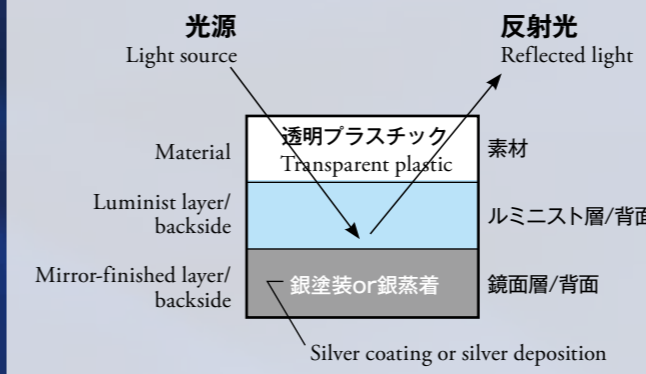 光源
Light source
反射光
Reflected light
透明プラスチック
Transparent plastic
Material
素材
Luminist layer/
backside
ルミニスト層/背面
Mirror-finished layer/
backside
銀塗装or銀蒸着
鏡面層/背面
Silver coating or silver deposition